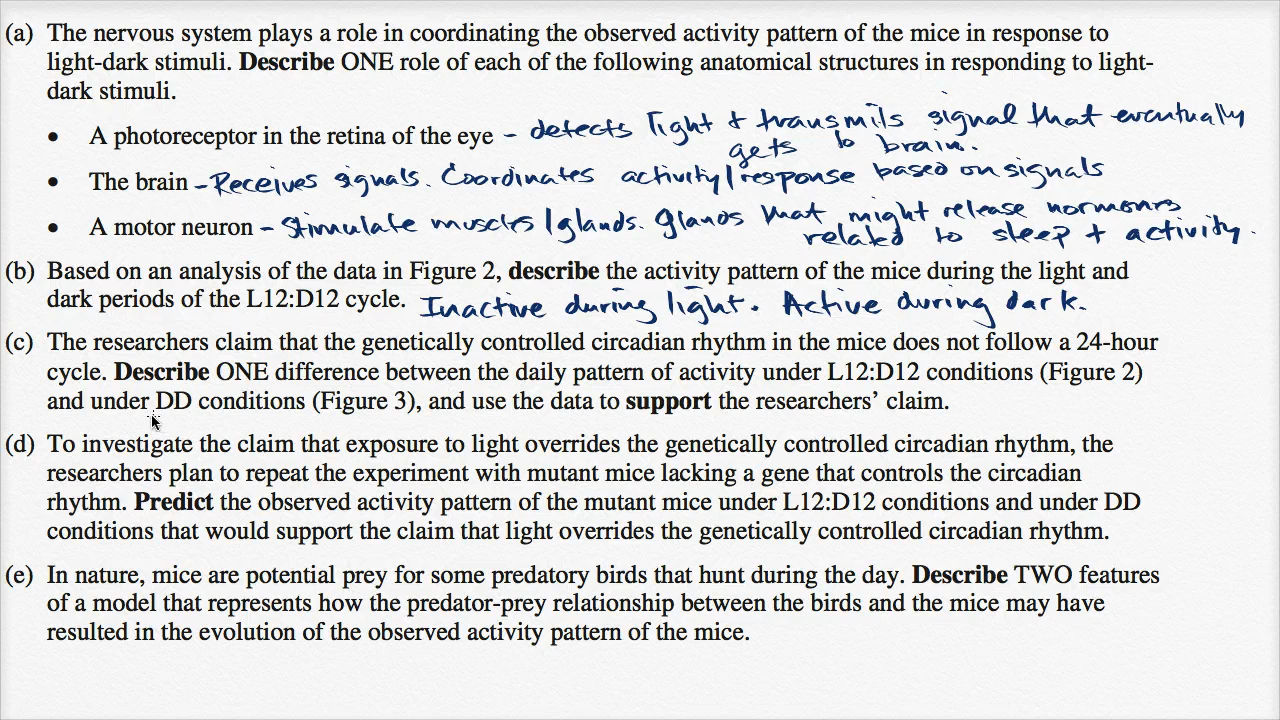 (a) The nervous system plays a role in coordinating the observed activity pattern of the mice in response to
light-dark stimuli. Describe ONE role of each of the following anatomical structures in responding to light-
dark stimuli.
• A photoreceptor in the retina of the eye - detects light + transmits signal that eventually
gets to brain.
• The brain - Receives signals. Coordinates activity/response based on signals
• A motor neuron - Stimulate muscles/glands. Glands that might release hormones
related to sleep + activity.
(b) Based on an analysis of the data in Figure 2, describe the activity pattern of the mice during the light and
dark periods of the L12:D12 cycle. Inactive during light. Active during dark.
(c) The researchers claim that the genetically controlled circadian rhythm in the mice does not follow a 24-hour
cycle. Describe ONE difference between the daily pattern of activity under L12:D12 conditions (Figure 2)
and under DD conditions (Figure 3), and use the data to support the researchers’ claim.
(d) To investigate the claim that exposure to light overrides the genetically controlled circadian rhythm, the
researchers plan to repeat the experiment with mutant mice lacking a gene that controls the circadian
rhythm. Predict the observed activity pattern of the mutant mice under L12:D12 conditions and under DD
conditions that would support the claim that light overrides the genetically controlled circadian rhythm.
(e) In nature, mice are potential prey for some predatory birds that hunt during the day. Describe TWO features
of a model that represents how the predator-prey relationship between the birds and the mice may have
resulted in the evolution of the observed activity pattern of the mice.